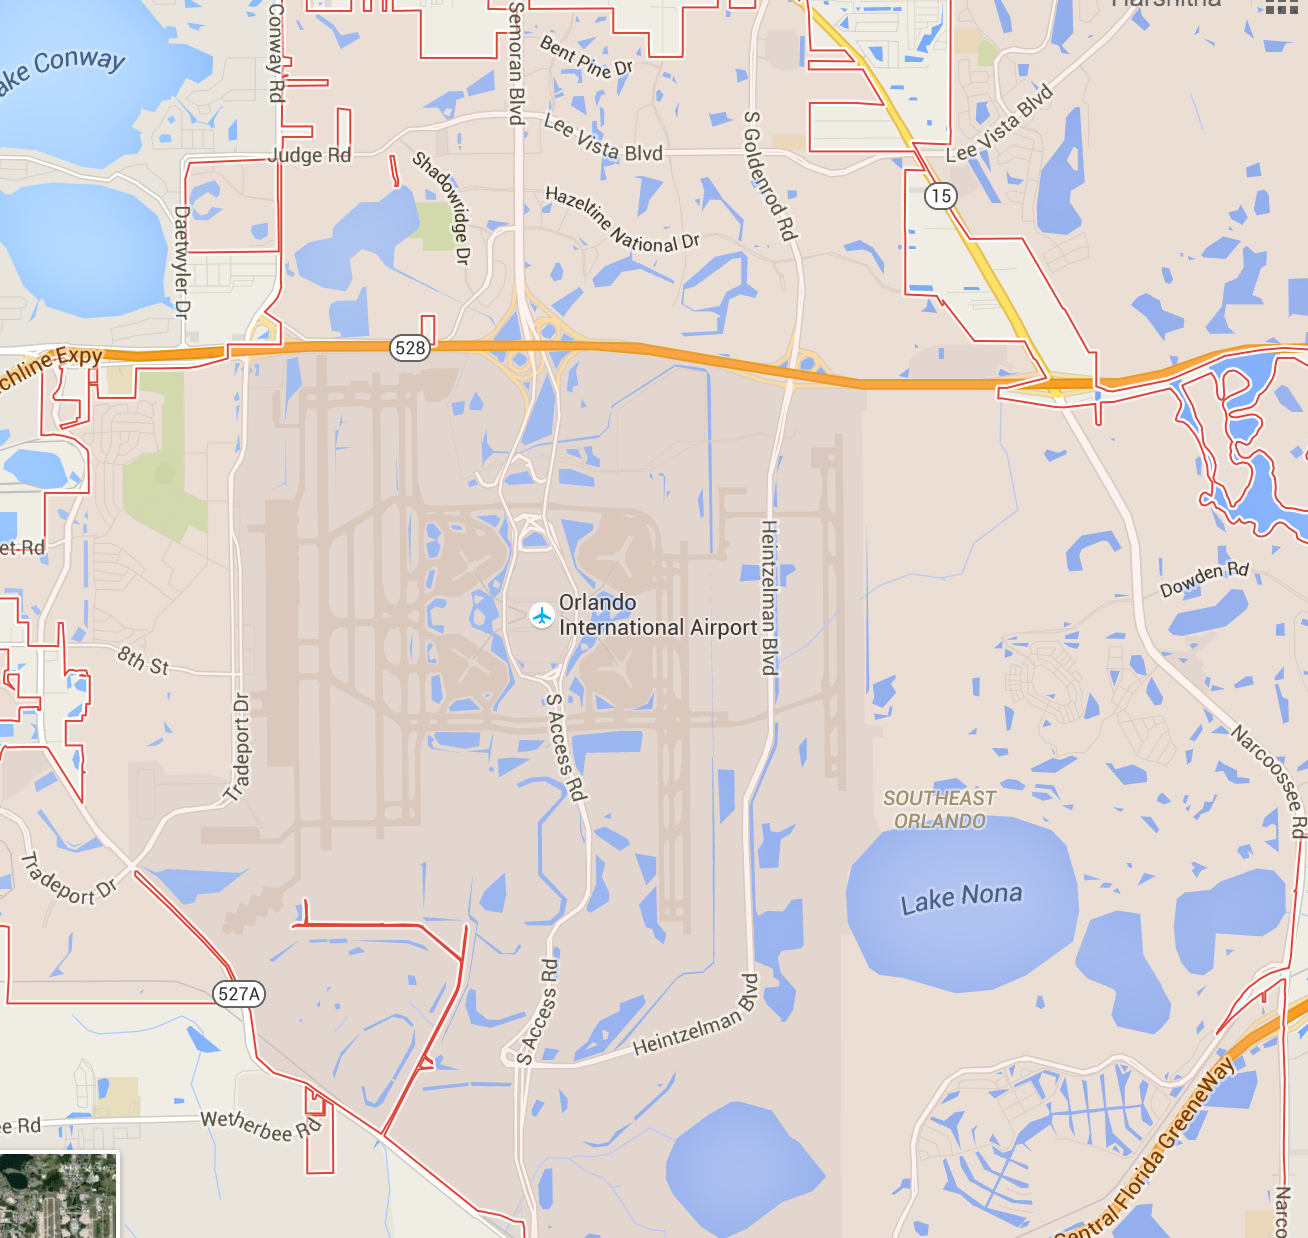 Harshitha
Conway Rd
Semoran Blvd
Bent Pine Dr
Lake Conway
S Goldenrod Rd
Lee Vista Blvd
Lee Vista Blvd
Judge Rd
Shadowridge Dr
15
Hazeltine National Dr
Daetwyler Dr
528
chline Expy
et-Rd
Heintzelman Blvd
Dowden Rd
Orlando
International Airport
8th St
Tradeport Dr
S Access Rd
Narcoossee Rd
SOUTHEAST
ORLANDO
Tradeport Dr
Lake Nona
527A
S Access Rd
Heintzelman Blvd
ee Rd
Wetherbee Rd
Central Florida GreeneWay
Narco